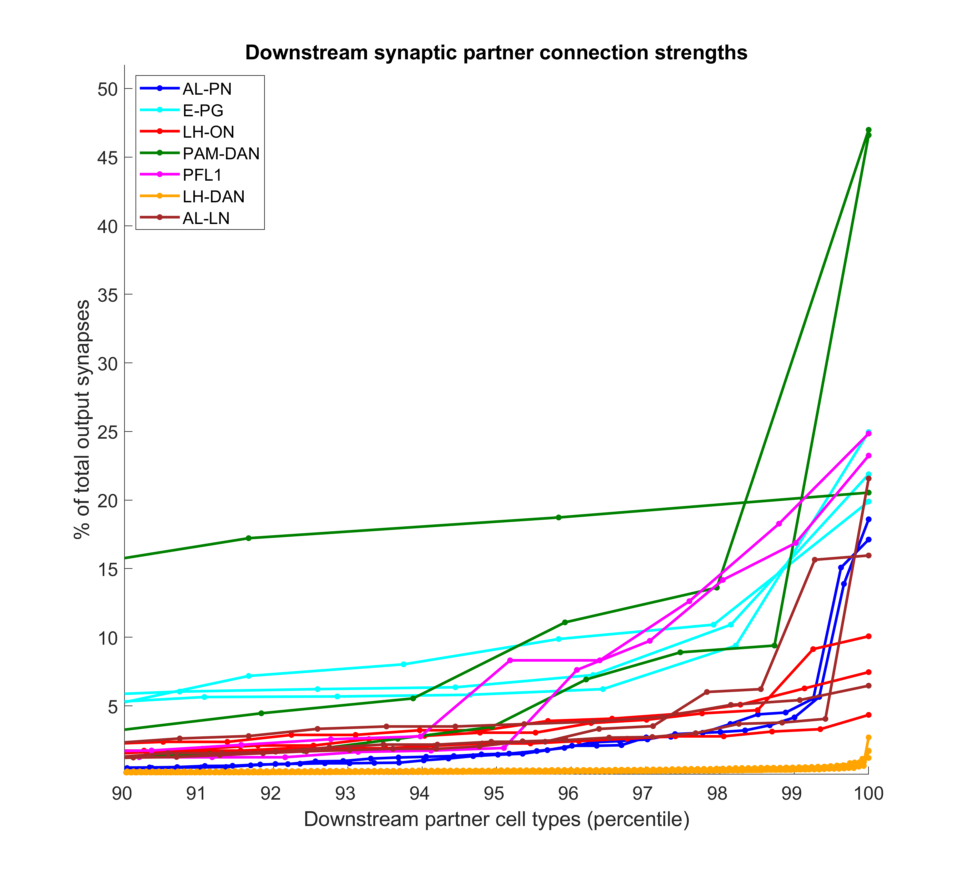 Downstream synaptic partner connection strengths
AL-PN
E-PG
LH-ON
PAM-DAN
PFL1
LH-DAN
AL-LN
% of total output synapses
50
45
40
35
30
25
20
15
10
5
90 91 92 93 94 95 96 97 98 99 100
Downstream partner cell types (percentile)